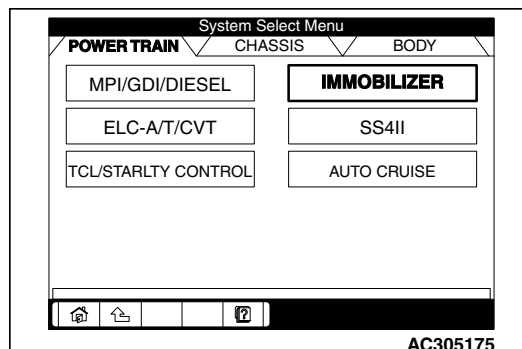 System Select Menu
POWER TRAIN CHASSIS BODY
MPI/GDI/DIESEL IMMOBILIZER
ELC-A/T/CVT SS4II
TCL/STARLTY CONTROL AUTO CRUISE
?
AC305175